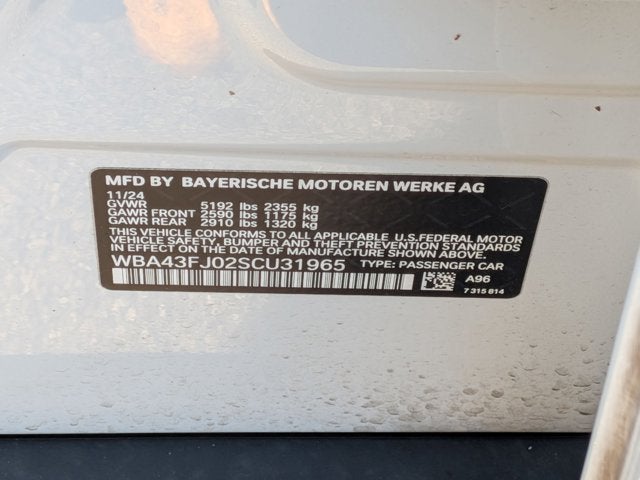 MFD BY BAYERISCHE MOTOREN WERKE AG
11/24
GVWR 5192 lbs 2355 kg
GAWR FRONT 2590 lbs 1175 kg
GAWR REAR 2910 lbs 1320 kg
THIS VEHICLE CONFORMS TO ALL APPLICABLE U.S.FEDERAL MOTOR
VEHICLE SAFETY, BUMPER AND THEFT PREVENTION STANDARDS
IN EFFECT ON THE DATE OF MANUFACTURE SHOWN ABOVE.
WBA43FJ02SCU31965 TYPE: PASSENGER CAR
A96
7 315 814